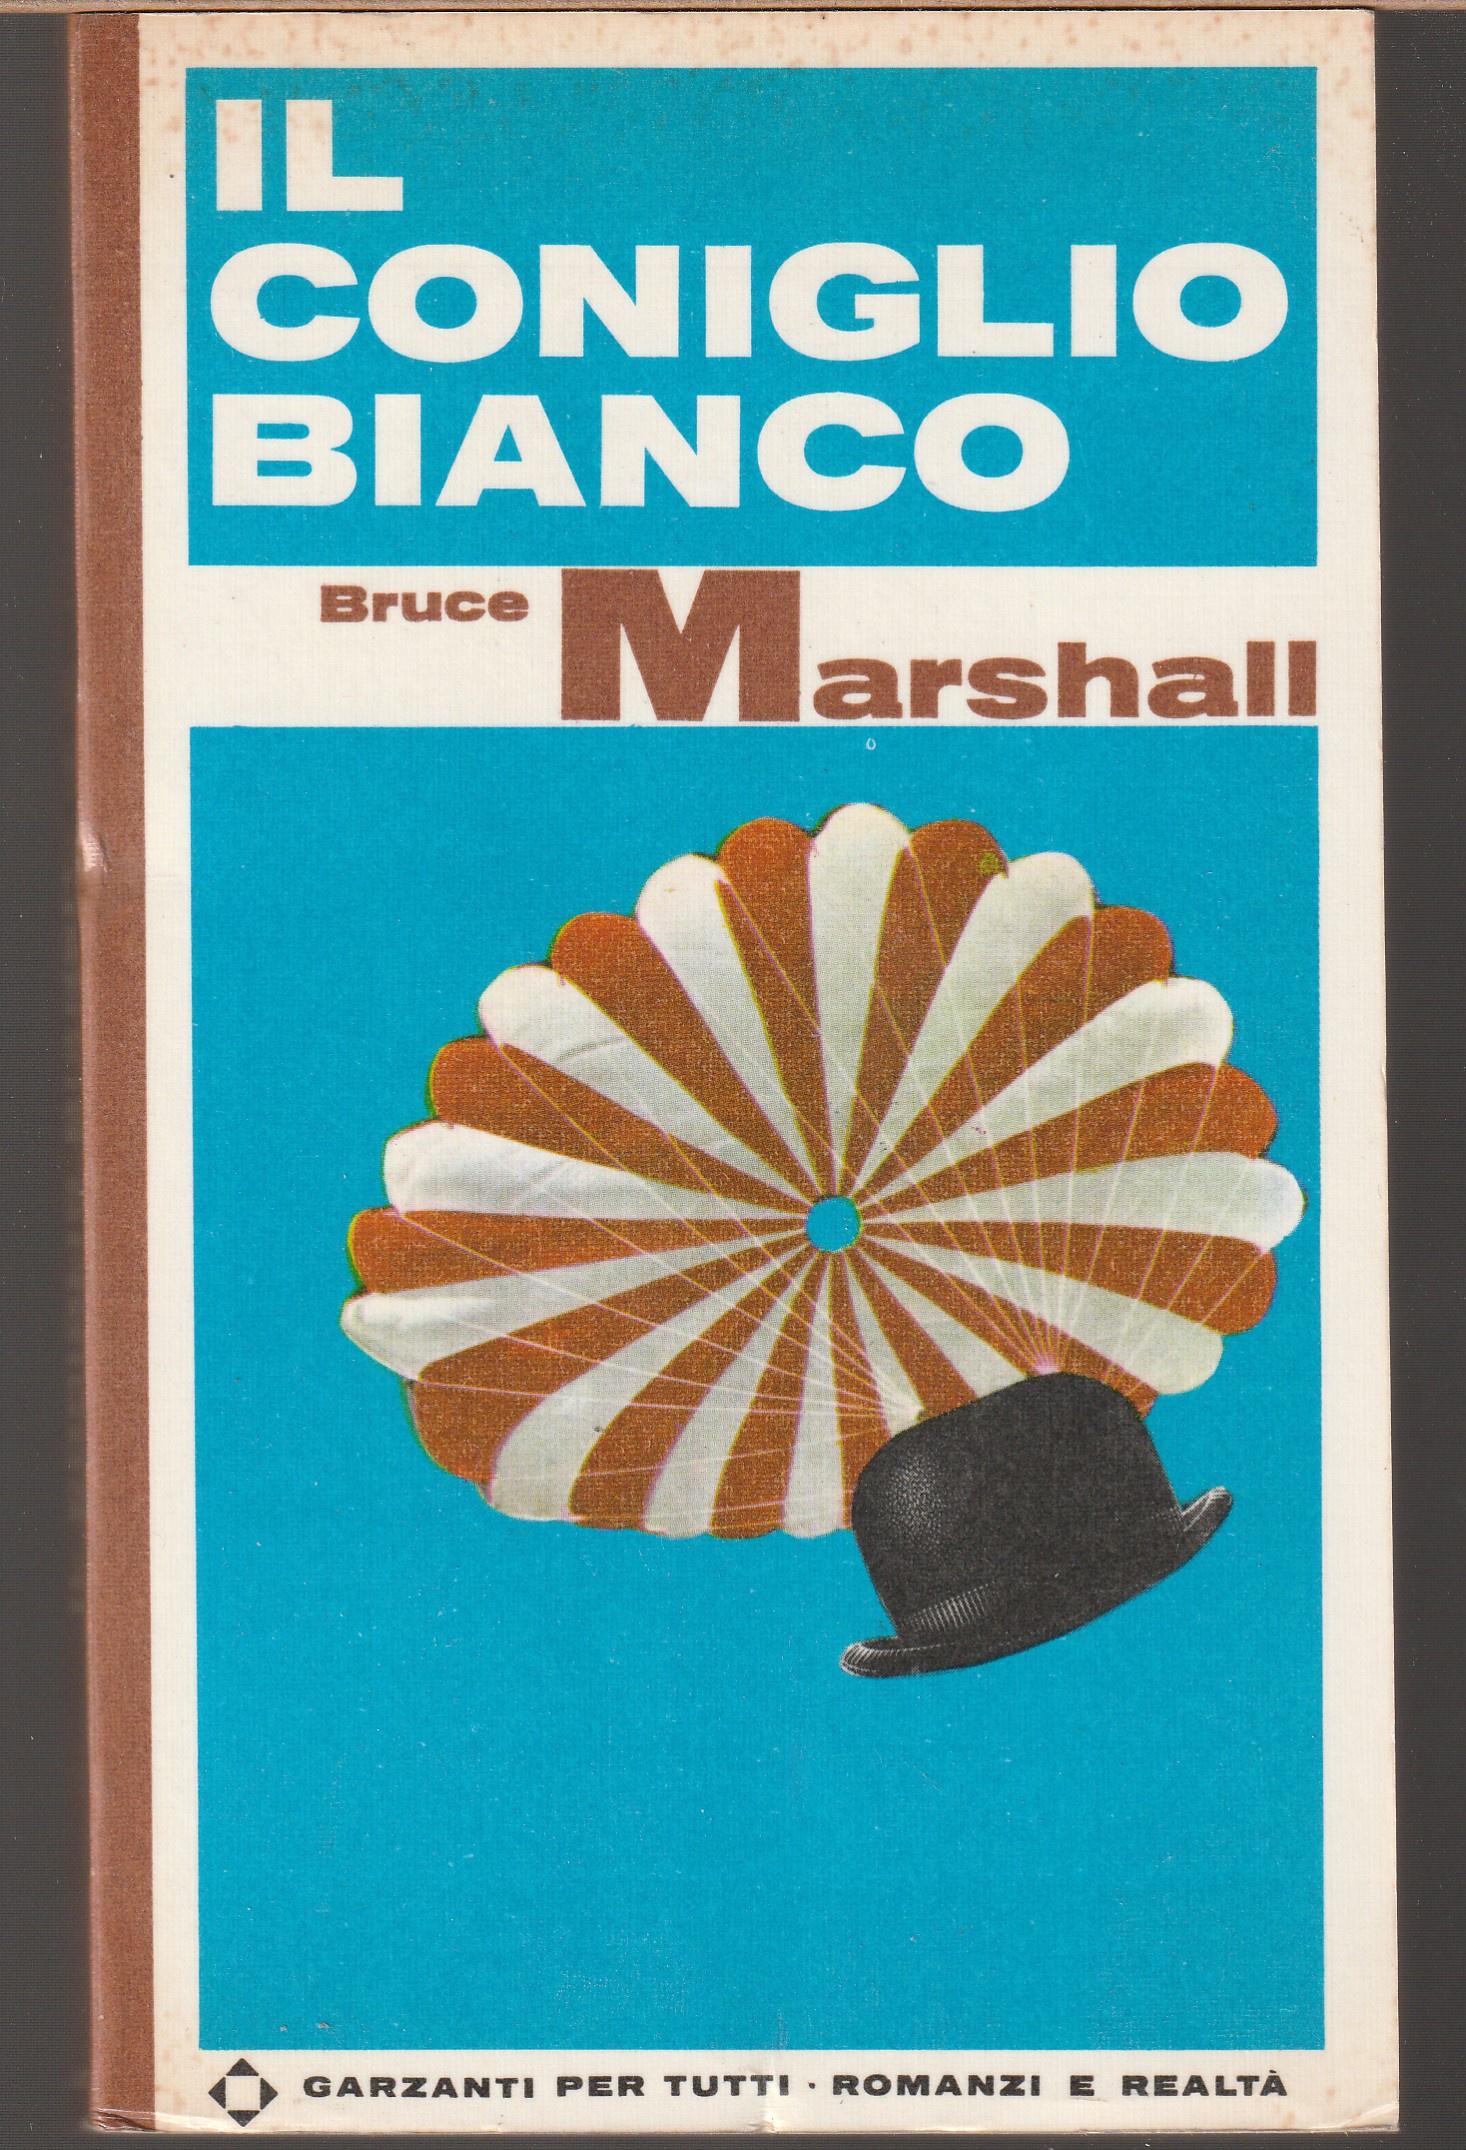 IL
CONIGLIO
BIANCO
Bruce Marshall
GARZANTI PER TUTTI · ROMANZI E REALTÀ